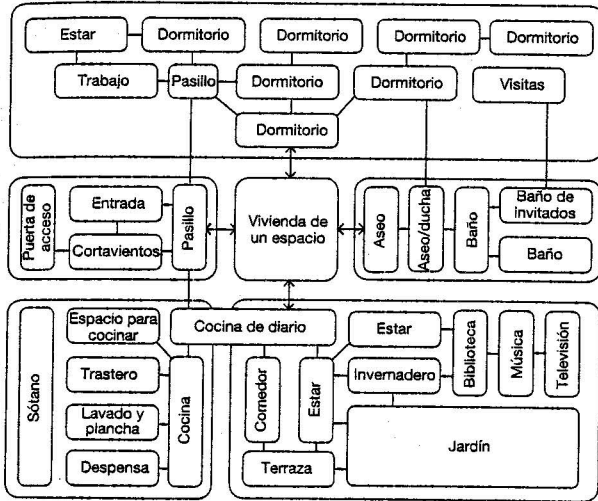 Estar
Dormitorio
Dormitorio
Dormitorio
Dormitorio
Trabajo
Pasillo
Dormitorio
Dormitorio
Visitas
Dormitorio
Puerta de
acceso
Entrada
Cortavientos
Pasillo
Vivienda de
un espacio
Aseo
Aseo/ducha
Baño
Baño de
invitados
Baño
Sótano
Espacio para
cocinar
Trastero
Lavado y
plancha
Despensa
Cocina
Cocina de diario
Comedor
Estar
Terraza
Estar
Invernadero
Biblioteca
Música
Televisión
Jardín